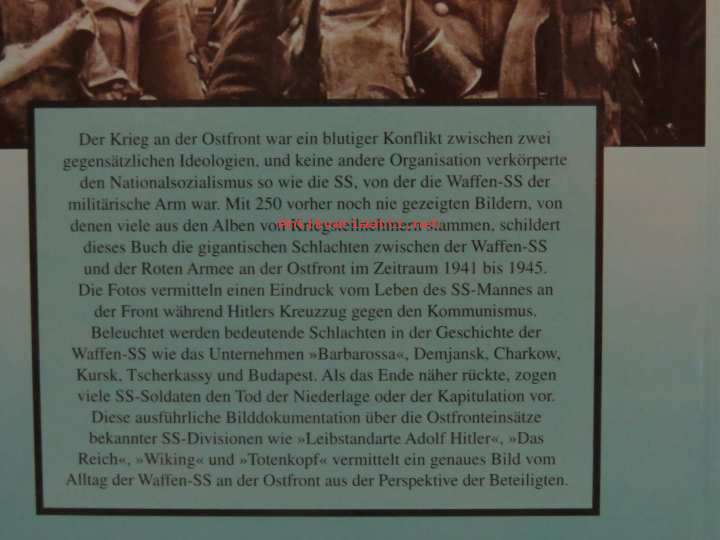 Der Krieg an der Ostfront war ein blutiger Konflikt zwischen zwei
gegensätzlichen Ideologien, und keine andere Organisation verkörperte
den Nationalsozialismus so wie die SS, von der die Waffen-SS der
militärische Arm war. Mit 250 vorher noch nie gezeigten Bildern, von
denen viele aus den Alben von Kriegsteilnehmern stammen, schildert
dieses Buch die gigantischen Schlachten zwischen der Waffen-SS
und der Roten Armee an der Ostfront im Zeitraum 1941 bis 1945.
Die Fotos vermitteln einen Eindruck vom Leben des SS-Mannes an
der Front während Hitlers Kreuzzug gegen den Kommunismus.
Beleuchtet werden bedeutende Schlachten in der Geschichte der
Waffen-SS wie das Unternehmen »Barbarossa«, Demjansk, Charkow,
Kursk, Tscherkassy und Budapest. Als das Ende näher rückte, zogen
viele SS-Soldaten den Tod der Niederlage oder der Kapitulation vor.
Diese ausführliche Bilddokumentation über die Ostfronteinsätze
bekannter SS-Divisionen wie »Leibstandarte Adolf Hitler«, »Das
Reich«, »Wiking« und »Totenkopf« vermittelt ein genaues Bild vom
Alltag der Waffen-SS an der Ostfront aus der Perspektive der Beteiligten.